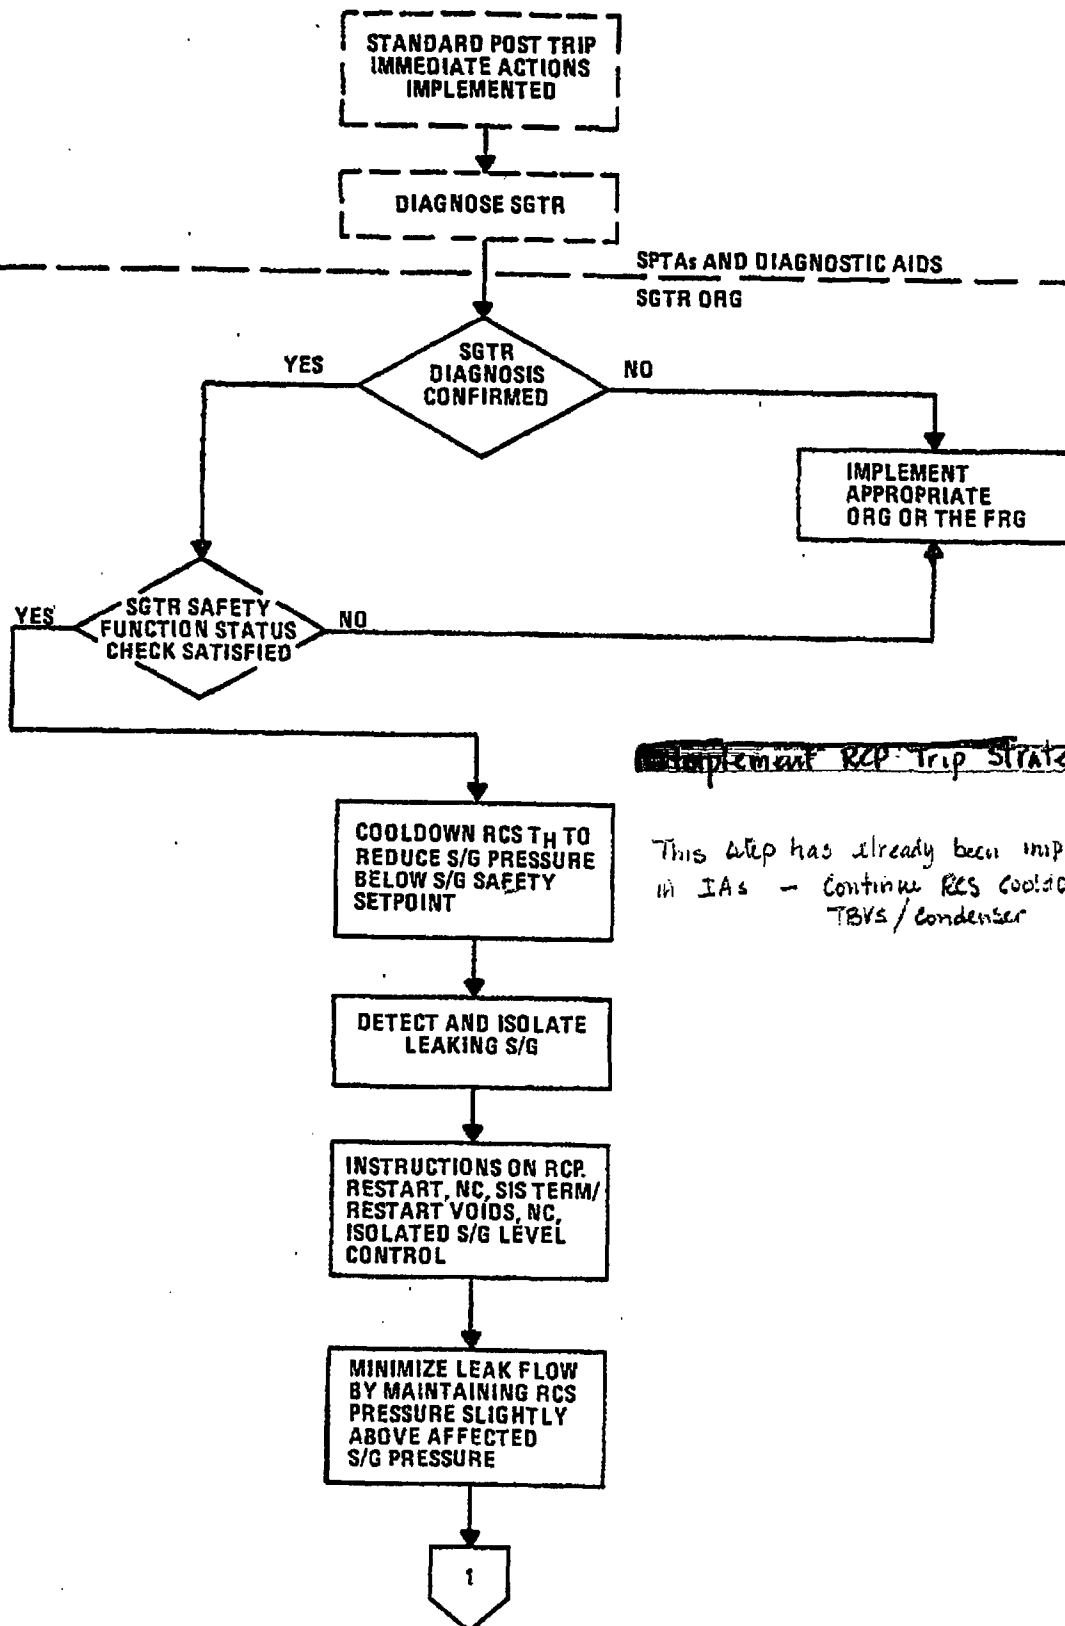 STANDARD POST TRIP
IMMEDIATE ACTIONS
IMPLEMENTED
DIAGNOSE SGTR
SPTAs AND DIAGNOSTIC AIDS
SGTR ORG
SGTR
DIAGNOSIS
CONFIRMED
YES
NO
IMPLEMENT
APPROPRIATE
ORG OR THE FRG
SGTR SAFETY
FUNCTION STATUS
CHECK SATISFIED
YES
NO
Implement RCP Trip Strate
COOLDOWN RCS TH TO
REDUCE S/G PRESSURE
BELOW S/G SAFETY
SETPOINT
This step has already been imp
in IAs - Continue RCS Cooldo
TBVs / Condenser
DETECT AND ISOLATE
LEAKING S/G
INSTRUCTIONS ON RCP.
RESTART, NC, SIS TERM/
RESTART VOIDS, NC,
ISOLATED S/G LEVEL
CONTROL
MINIMIZE LEAK FLOW
BY MAINTAINING RCS
PRESSURE SLIGHTLY
ABOVE AFFECTED
S/G PRESSURE
1